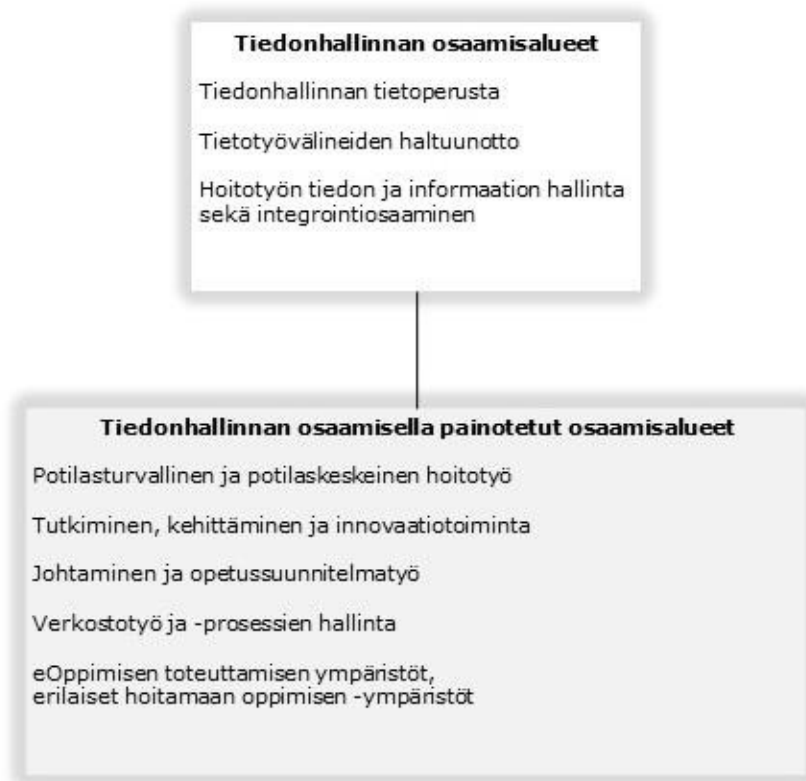 Tiedonhallinnan osaamisalueet
Tiedonhallinnan tietoperusta
Tietotyövälineiden haltuunotto
Hoitotyön tiedon ja informaation hallinta
sekä integrointiosaaminen
Tiedonhallinnan osaamisella painotetut osaamisalueet
Potilasturvallinen ja potilaskeskeinen hoitotyö
Tutkiminen, kehittäminen ja innovaatiotoiminta
Johtaminen ja opetussuunnitelmatyö
Verkostotyö ja -prosessien hallinta
eOppimisen toteuttamisen ympäristöt,
erilaiset hoitamaan oppimisen -ympäristöt